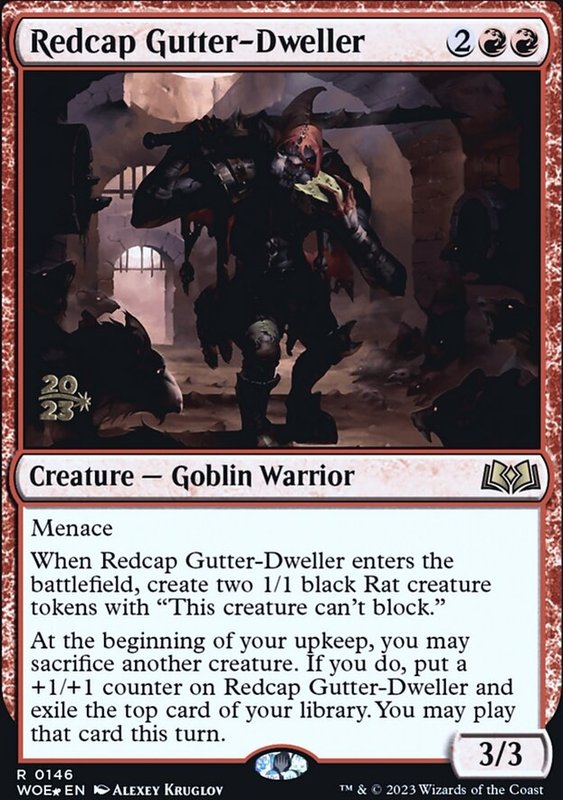 Redcap Gutter-Dweller 2
20
23
Creature — Goblin Warrior
Menace
When Redcap Gutter-Dweller enters the
battlefield, create two 1/1 black Rat creature
tokens with “This creature can’t block.”
At the beginning of your upkeep, you may
sacrifice another creature. If you do, put a
+1/+1 counter on Redcap Gutter-Dweller and
exile the top card of your library. You may play
that card this turn.
3/3
R 0146
WOE★EN Alexey Kruglov ™ & © 2023 Wizards of the Coast